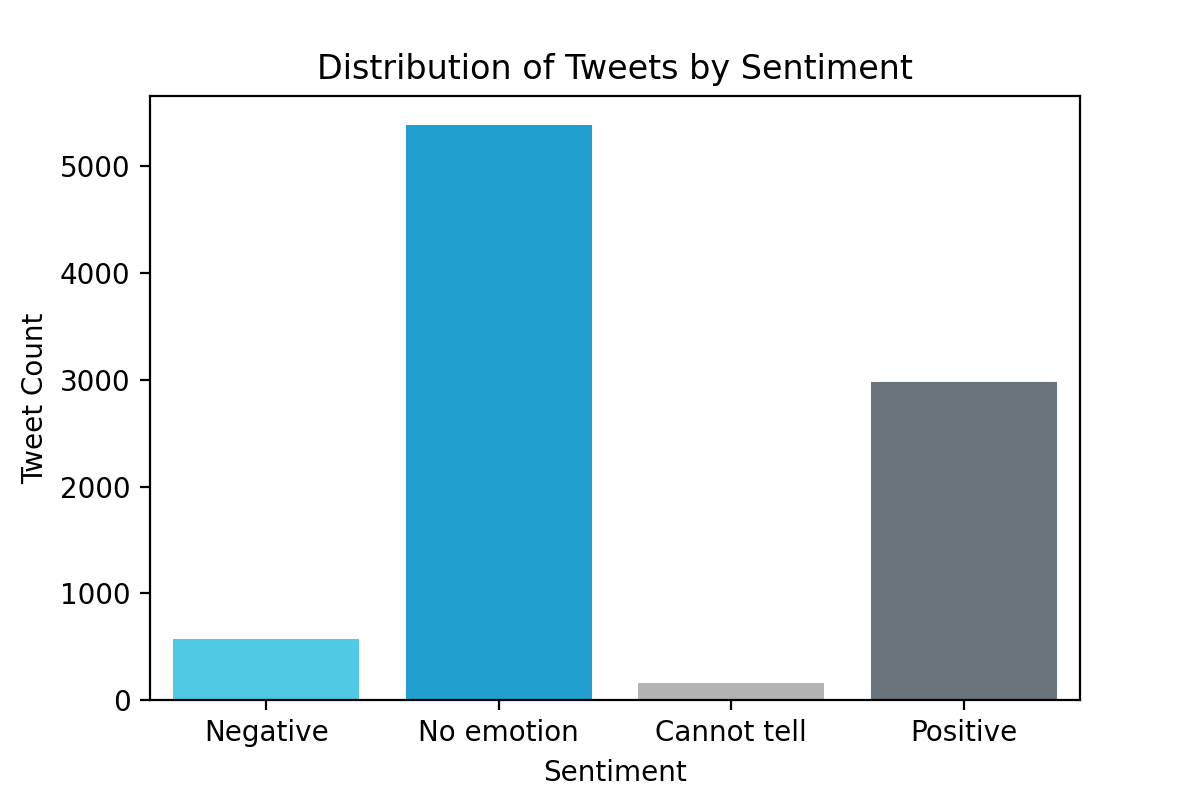 Distribution of Tweets by Sentiment
Tweet Count
5000
4000
3000
2000
1000
0
Negative No emotion Cannot tell Positive
Sentiment